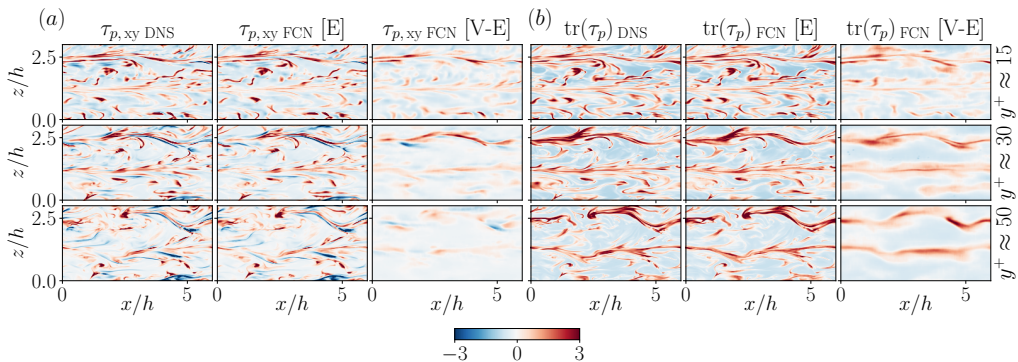 (a) τp, xy DNS τp, xy FCN [E] τp, xy FCN [V-E] (b) tr(τp) DNS tr(τp) FCN [E] tr(τp) FCN [V-E]
z/h 2.5 0.0 y+ ≈ 15
z/h 2.5 0.0 y+ ≈ 30
z/h 2.5 0.0 y+ ≈ 50
0 5 0 5 0 5 0 5 0 5 0 5
x/h x/h x/h x/h x/h x/h
−3 0 3